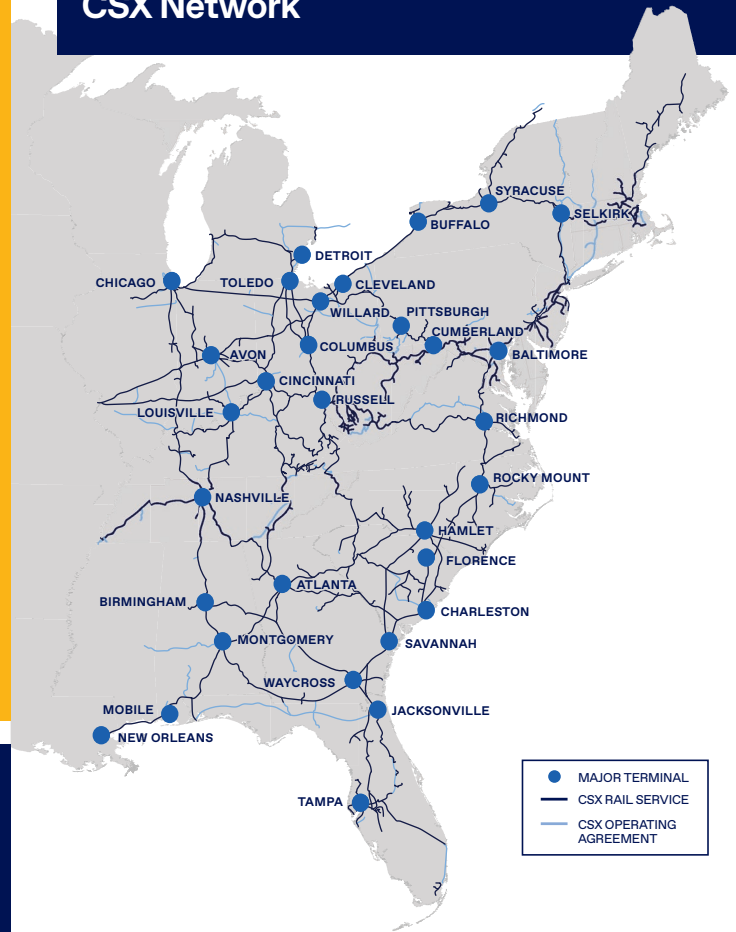 CSX Network
SYRACUSE
SELKIRK
BUFFALO
DETROIT
CHICAGO
TOLEDO
CLEVELAND
WILLARD
PITTSBURGH
CUMBERLAND
COLUMBUS
AVON
BALTIMORE
CINCINNATI
RUSSELL
LOUISVILLE
RICHMOND
ROCKY MOUNT
NASHVILLE
HAMLET
FLORENCE
ATLANTA
BIRMINGHAM
CHARLESTON
MONTGOMERY
SAVANNAH
WAYCROSS
MOBILE
JACKSONVILLE
NEW ORLEANS
TAMPA
MAJOR TERMINAL
CSX RAIL SERVICE
CSX OPERATING
AGREEMENT